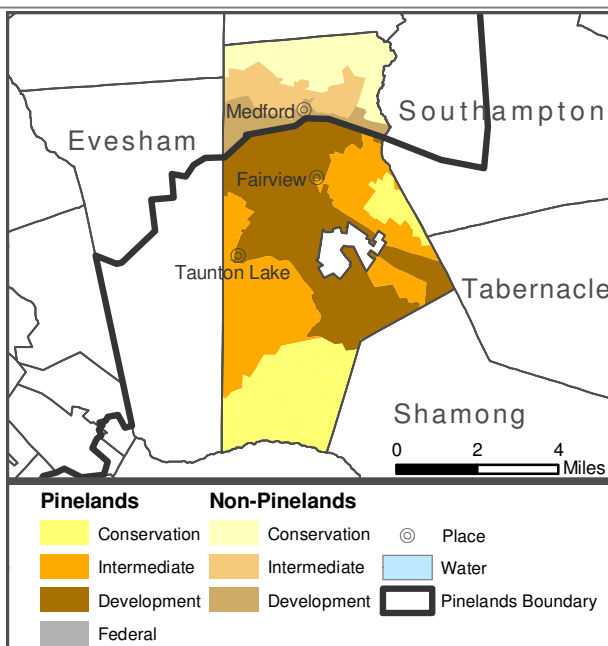 Medford
Southampton
Evesham
Fairview
Taunton Lake
Tabernacle
Shamong
0 2 4
Miles
Pinelands Non-Pinelands
Conservation Conservation Place
Intermediate Intermediate Water
Development Development Pinelands Boundary
Federal